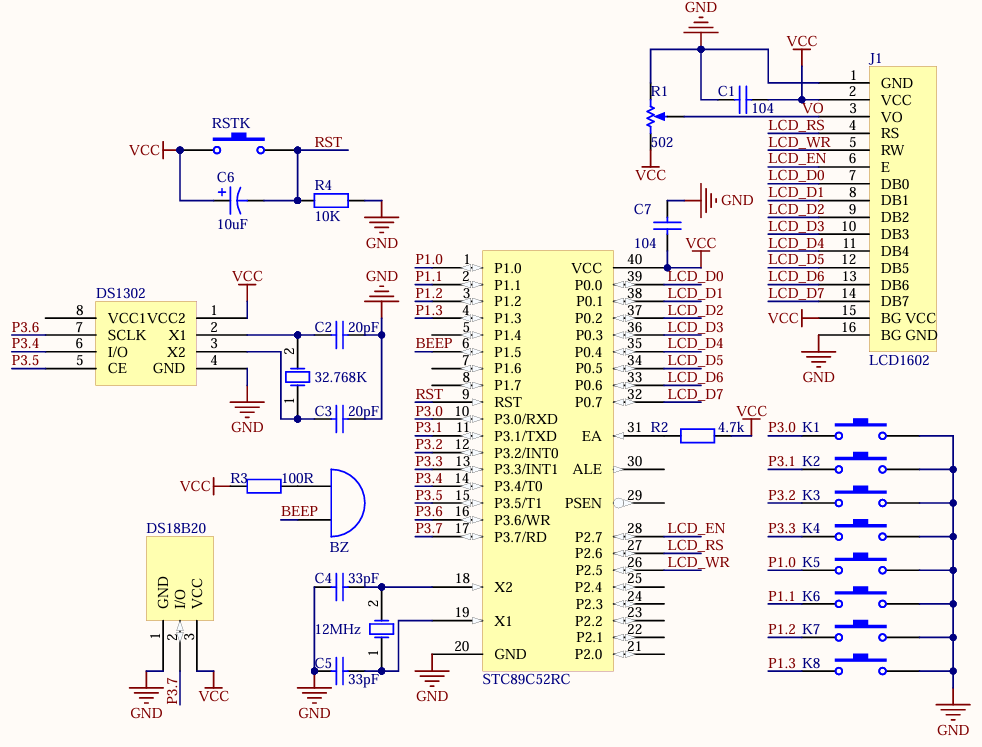 GND
VCC
J1
R1
C1
104
502
VCC
VO
LCD_RS
LCD_WR
LCD_EN
LCD_D0
LCD_D1
LCD_D2
LCD_D3
LCD_D4
LCD_D5
LCD_D6
LCD_D7
VCC
GND
1 GND
2 VCC
3 VO
4 RS
5 RW
6 E
7 DB0
8 DB1
9 DB2
10 DB3
11 DB4
12 DB5
13 DB6
14 DB7
15 BG VCC
16 BG GND
LCD1602
RSTK
VCC
RST
C6
+
10uF
R4
10K
GND
C7
104
GND
VCC
DS1302
VCC
8 VCC1 VCC2 1
P3.6 7 SCLK X1 2
P3.4 6 I/O X2 3
P3.5 5 CE GND 4
GND
GND
C2 20pF
2
32.768K
1
C3 20pF
P1.0 1 P1.0
P1.1 2 P1.1
P1.2 3 P1.2
P1.3 4 P1.3
5 P1.4
BEEP 6 P1.5
7 P1.6
8 P1.7
RST 9 RST
P3.0 10 P3.0/RXD
P3.1 11 P3.1/TXD
P3.2 12 P3.2/INT0
P3.3 13 P3.3/INT1
P3.4 14 P3.4/T0
P3.5 15 P3.5/T1
P3.6 16 P3.6/WR
P3.7 17 P3.7/RD
18 X2
19 X1
20 GND
GND
VCC 40
P0.0 39 LCD_D0
P0.1 38 LCD_D1
P0.2 37 LCD_D2
P0.3 36 LCD_D3
P0.4 35 LCD_D4
P0.5 34 LCD_D5
P0.6 33 LCD_D6
P0.7 32 LCD_D7
EA 31 R2 4.7k VCC
ALE 30
PSEN 29
P2.7 28 LCD_EN
P2.6 27 LCD_RS
P2.5 26 LCD_WR
P2.4 25
P2.3 24
P2.2 23
P2.1 22
P2.0 21
STC89C52RC
VCC R3 100R
BEEP
BZ
DS18B20
GND
I/O
VCC
1
2
3
GND
P3.7
VCC
C4 33pF
2
12MHz
1
C5 33pF
GND
P3.0 K1
P3.1 K2
P3.2 K3
P3.3 K4
P1.0 K5
P1.1 K6
P1.2 K7
P1.3 K8
GND